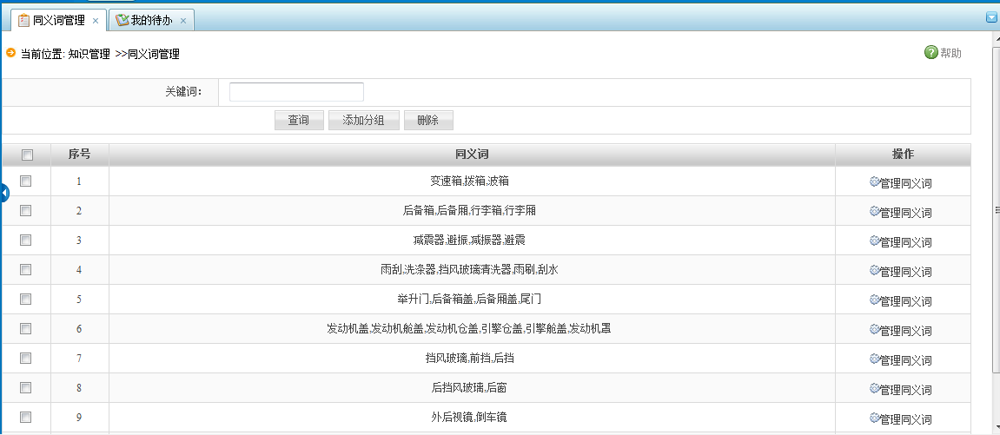 同义词管理 × 我的待办 ×
当前位置: 知识管理 >>同义词管理 帮助
关键词:
查询 添加分组 删除
序号 同义词 操作
1 变速箱,拨箱,波箱 管理同义词
2 后备箱,后备厢,行李箱,行李厢 管理同义词
3 减震器,避振,减振器,避震 管理同义词
4 雨刮,洗涤器,挡风玻璃清洗器,雨刷,刮水 管理同义词
5 举升门,后备箱盖,后备厢盖,尾门 管理同义词
6 发动机盖,发动机舱盖,发动机仓盖,引擎仓盖,引擎舱盖,发动机罩 管理同义词
7 挡风玻璃,前挡,后挡 管理同义词
8 后挡风玻璃,后窗 管理同义词
9 外后视镜,倒车镜 管理同义词